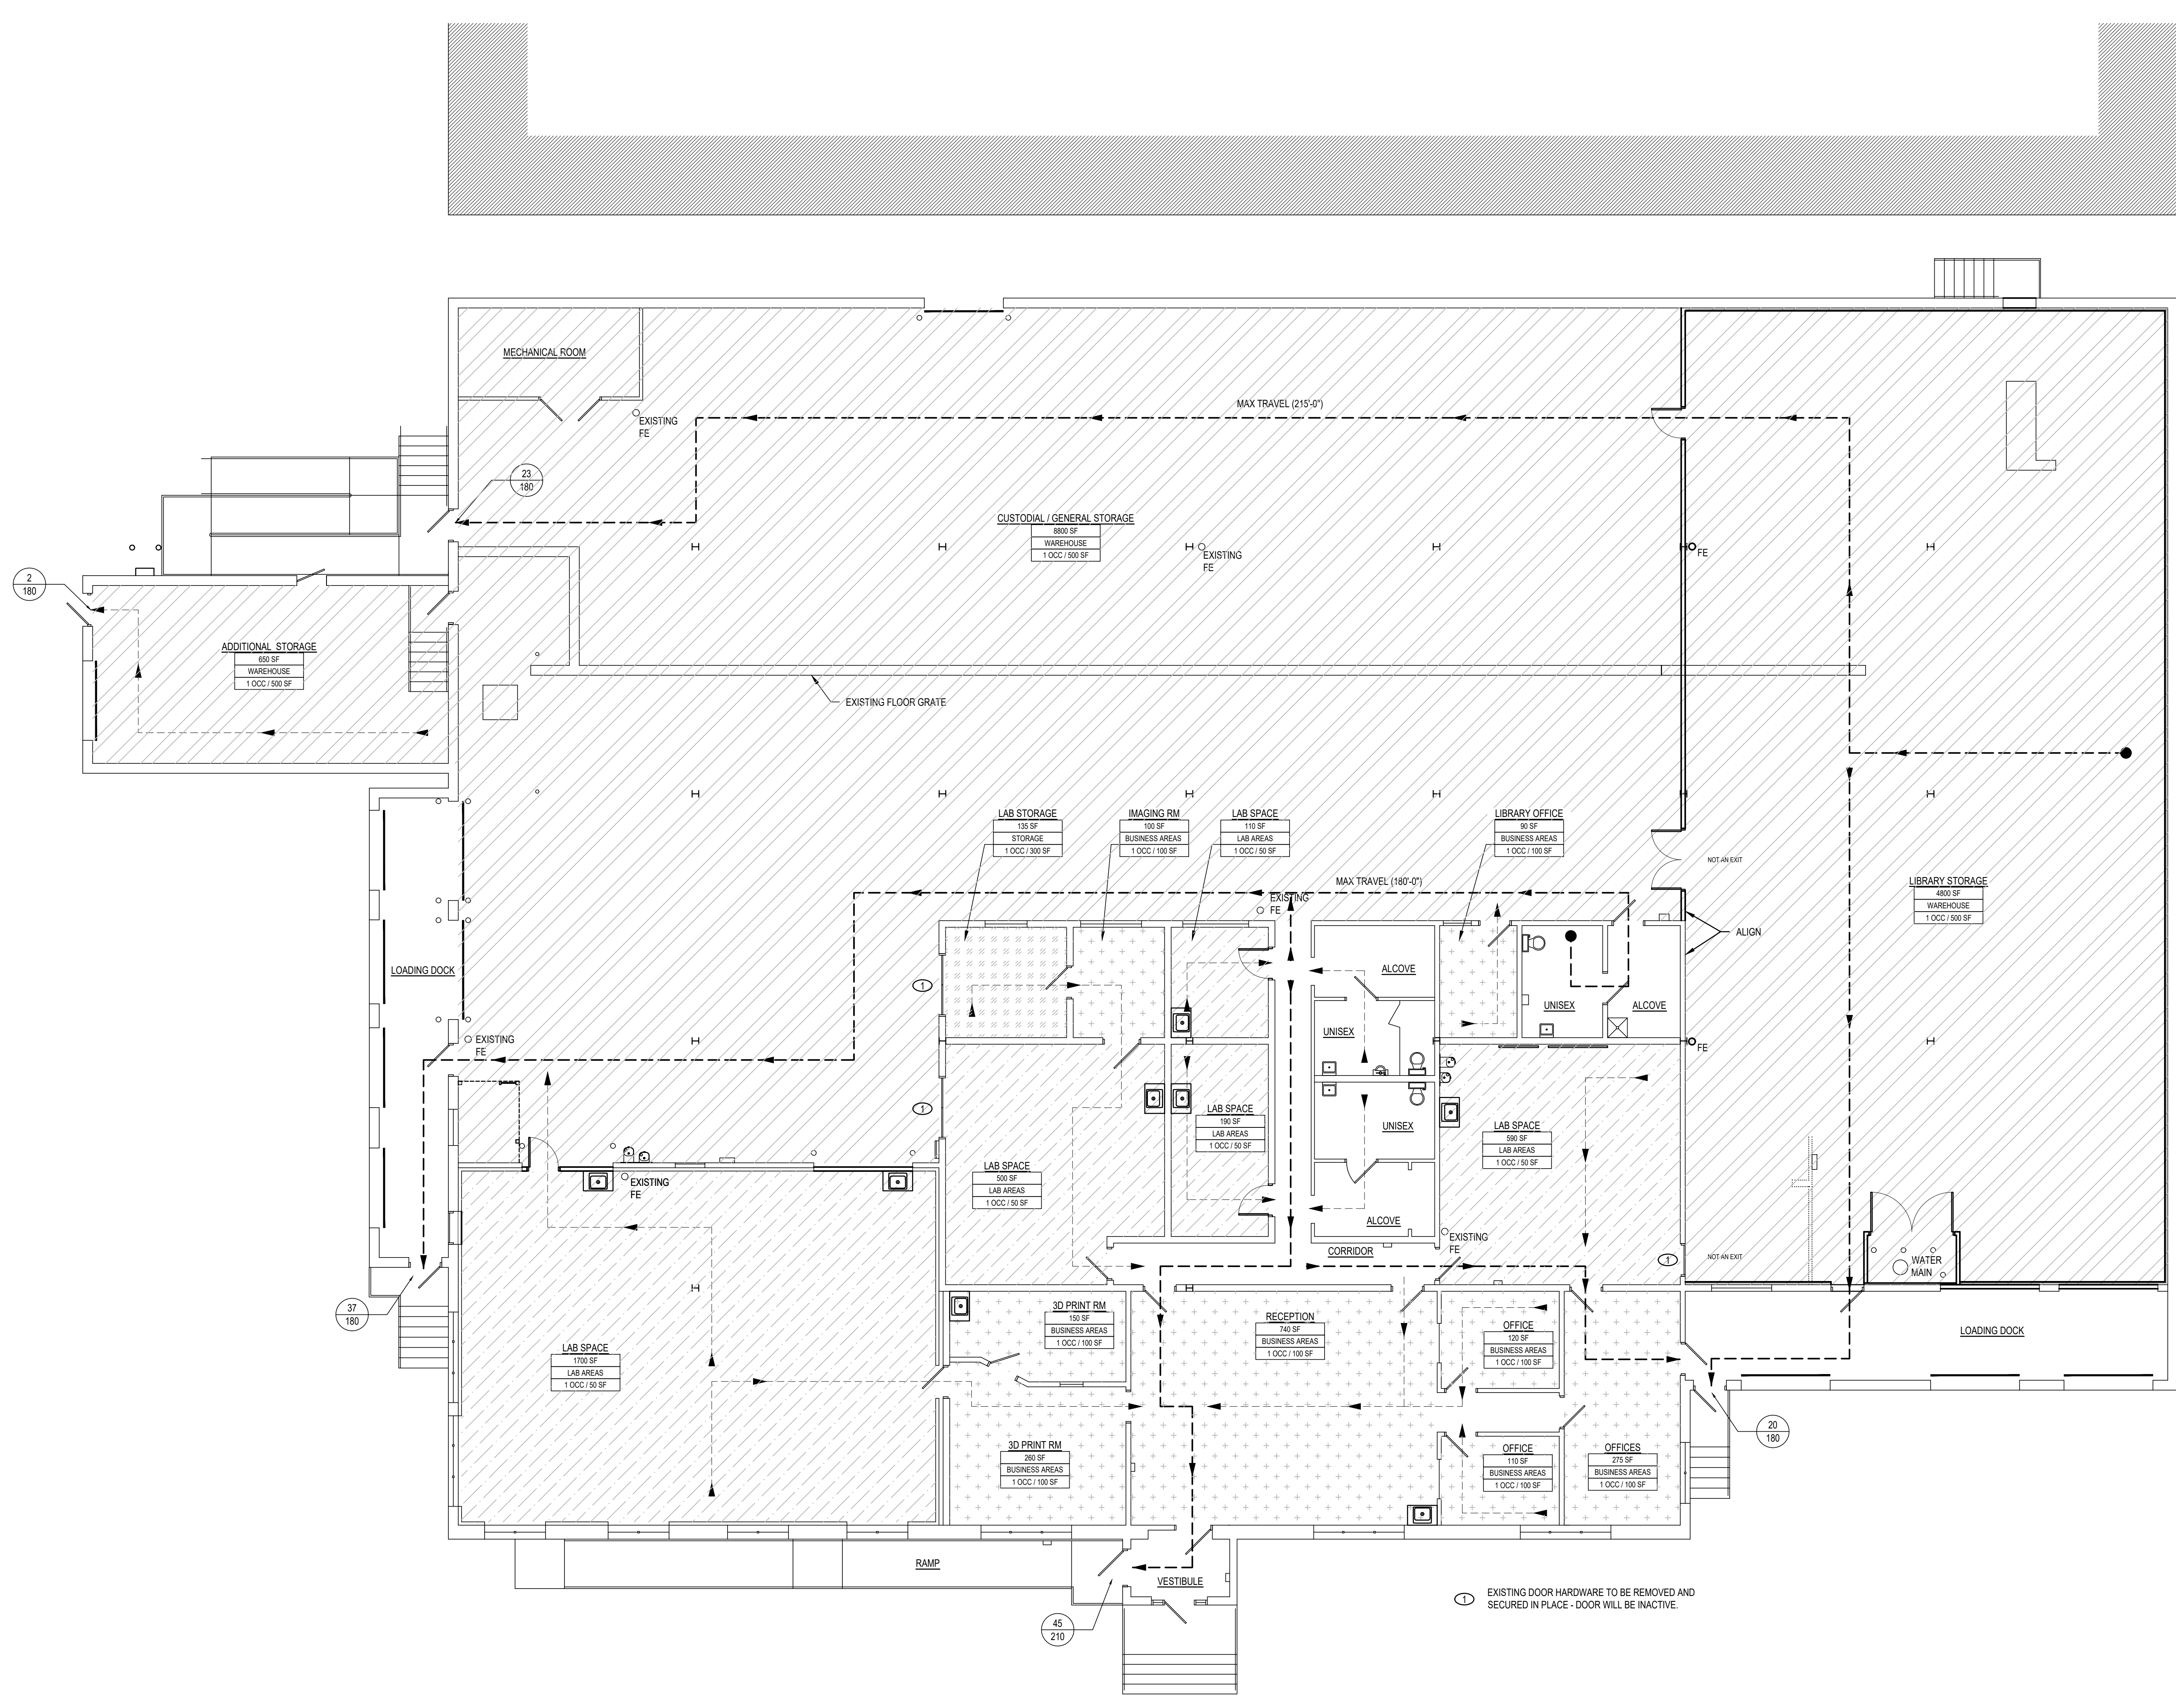 MECHANICAL ROOM
EXISTING
FE
MAX TRAVEL (215'-0")
23
180
CUSTODIAL / GENERAL STORAGE
8800 SF
WAREHOUSE
1 OCC / 500 SF
EXISTING
FE
FE
2
180
ADDITIONAL STORAGE
650 SF
WAREHOUSE
1 OCC / 500 SF
EXISTING FLOOR GRATE
LAB STORAGE
135 SF
STORAGE
1 OCC / 300 SF
IMAGING RM
100 SF
BUSINESS AREAS
1 OCC / 100 SF
LAB SPACE
110 SF
LAB AREAS
1 OCC / 50 SF
LIBRARY OFFICE
90 SF
BUSINESS AREAS
1 OCC / 100 SF
NOT AN EXIT
MAX TRAVEL (180'-0")
LIBRARY STORAGE
4800 SF
WAREHOUSE
1 OCC / 500 SF
EXISTING
FE
ALIGN
LOADING DOCK
1
ALCOVE
UNISEX
ALCOVE
UNISEX
EXISTING
FE
FE
1
LAB SPACE
190 SF
LAB AREAS
1 OCC / 50 SF
UNISEX
LAB SPACE
590 SF
LAB AREAS
1 OCC / 50 SF
LAB SPACE
500 SF
LAB AREAS
1 OCC / 50 SF
EXISTING
FE
ALCOVE
EXISTING
FE
CORRIDOR
1
NOT AN EXIT
WATER
MAIN
37
180
3D PRINT RM
150 SF
BUSINESS AREAS
1 OCC / 100 SF
RECEPTION
740 SF
BUSINESS AREAS
1 OCC / 100 SF
OFFICE
120 SF
BUSINESS AREAS
1 OCC / 100 SF
LOADING DOCK
LAB SPACE
1700 SF
LAB AREAS
1 OCC / 50 SF
20
180
3D PRINT RM
260 SF
BUSINESS AREAS
1 OCC / 100 SF
OFFICE
110 SF
BUSINESS AREAS
1 OCC / 100 SF
OFFICES
275 SF
BUSINESS AREAS
1 OCC / 100 SF
RAMP
VESTIBULE
45
210
1
EXISTING DOOR HARDWARE TO BE REMOVED AND
SECURED IN PLACE - DOOR WILL BE INACTIVE.